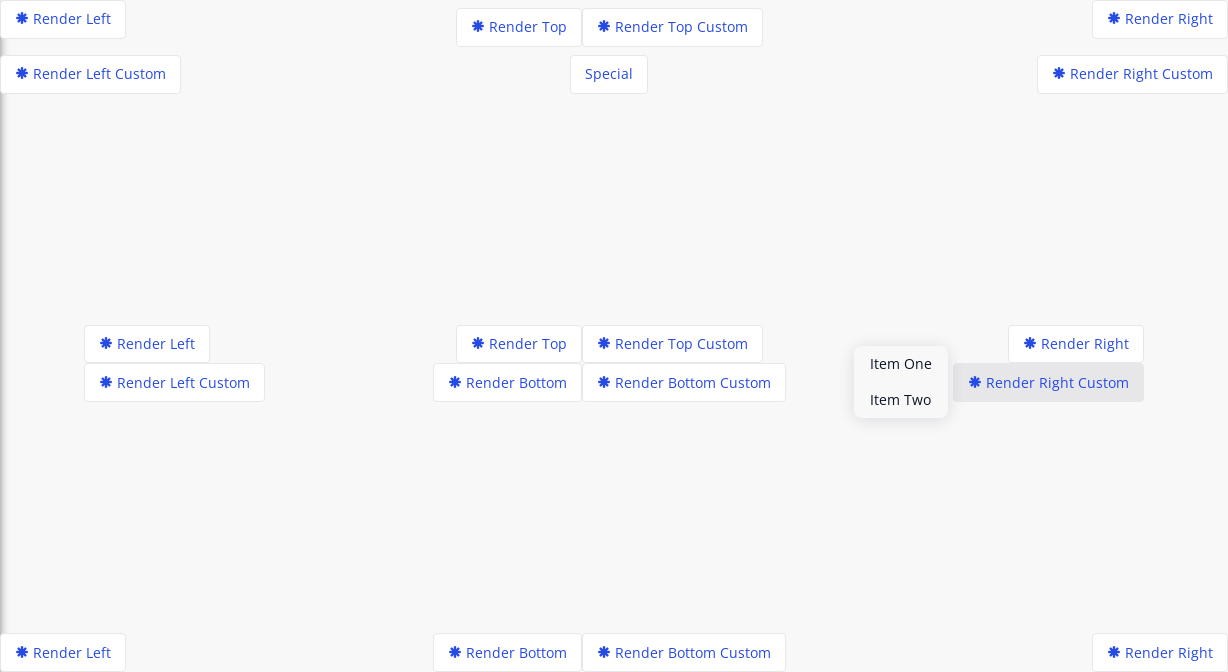 Render Left
Render Top
Render Top Custom
Render Right
Render Left Custom
Special
Render Right Custom
Render Left
Render Top
Render Top Custom
Render Right
Item One
Render Left Custom
Render Bottom
Render Bottom Custom
Render Right Custom
Item Two
Render Left
Render Bottom
Render Bottom Custom
Render Right